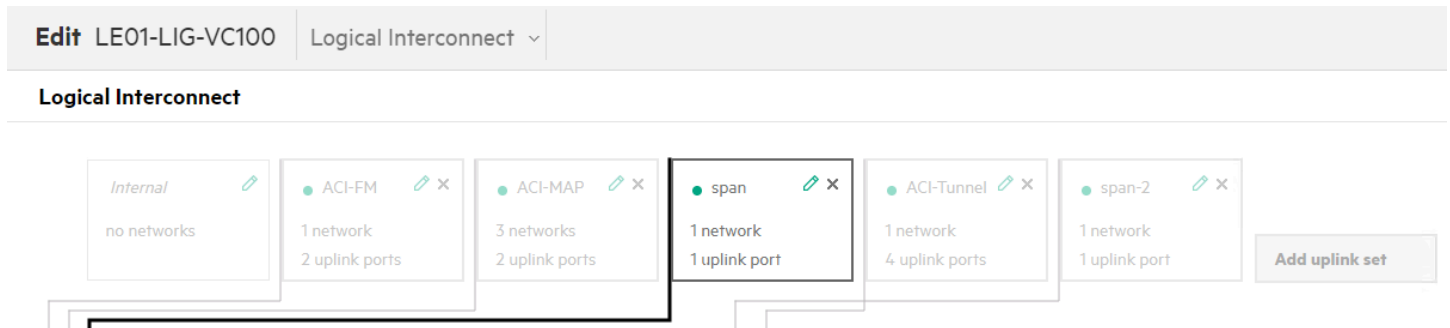 Edit LE01-LIG-VC100 Logical Interconnect
Logical Interconnect
Internal
no networks
ACI-FM
1 network
2 uplink ports
ACI-MAP
3 networks
2 uplink ports
span
1 network
1 uplink port
ACI-Tunnel
1 network
4 uplink ports
span-2
1 network
1 uplink port
Add uplink set